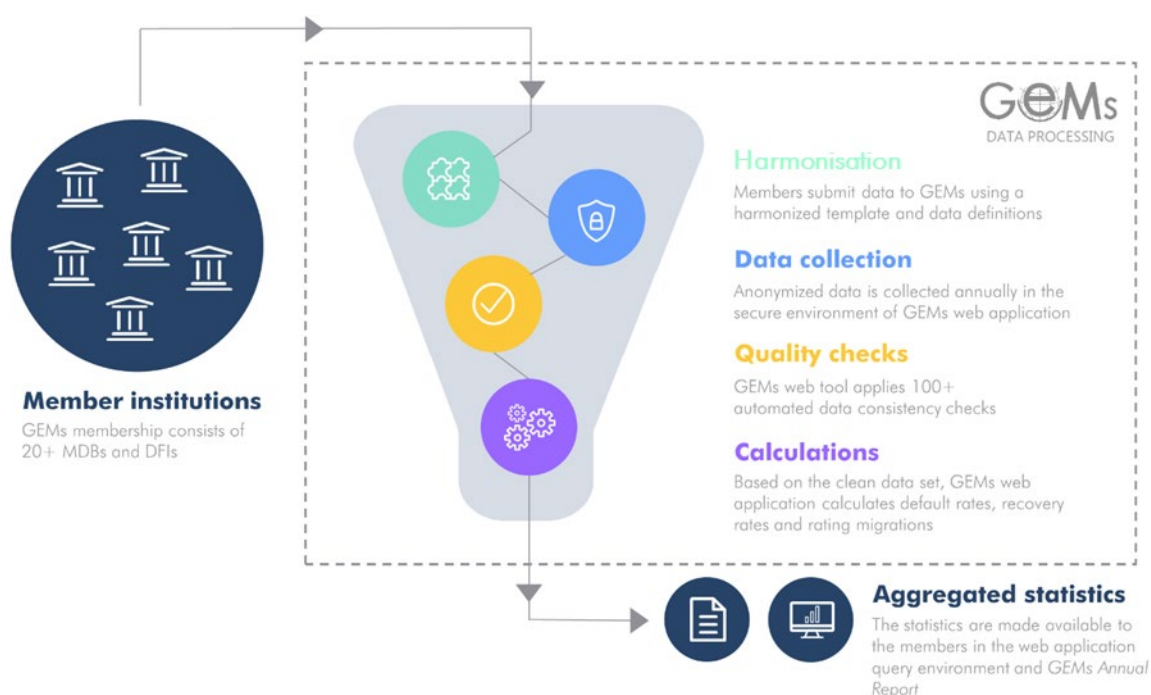 GeMs
DATA PROCESSING
Harmonisation
Members submit data to GEMs using a
harmonized template and data definitions
Data collection
Anonymized data is collected annually in the
secure environment of GEMs web application
Quality checks
GEMs web tool applies 100+
automated data consistency checks
Calculations
Based on the clean data set, GEMs web
application calculates default rates, recovery
rates and rating migrations
Member institutions
GEMs membership consists of
20+ MDBs and DFIs
Aggregated statistics
The statistics are made available to
the members in the web application
query environment and GEMs Annual
Report